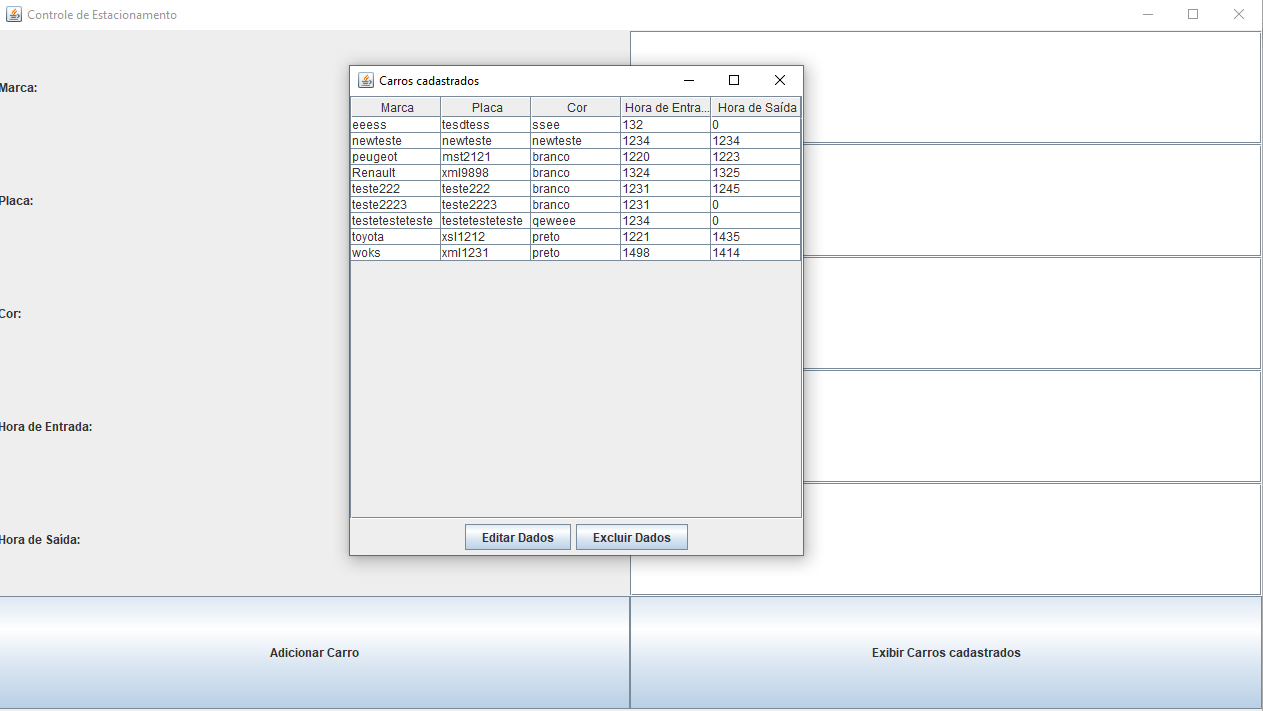 Controle de Estacionamento
Marca:
Placa:
Cor:
Hora de Entrada:
Hora de Saída:
Carros cadastrados
Marca Placa Cor Hora de Entra... Hora de Saída
eeess tesdtess ssee 132 0
newteste newteste newteste 1234 1234
peugeot mst2121 branco 1220 1223
Renault xml9898 branco 1324 1325
teste222 teste222 branco 1231 1245
teste2223 teste2223 branco 1231 0
testetesteteste testetesteteste qeweee 1234 0
toyota xsl1212 preto 1221 1435
woks xml1231 preto 1498 1414
Editar Dados Excluir Dados
Adicionar Carro Exibir Carros cadastrados